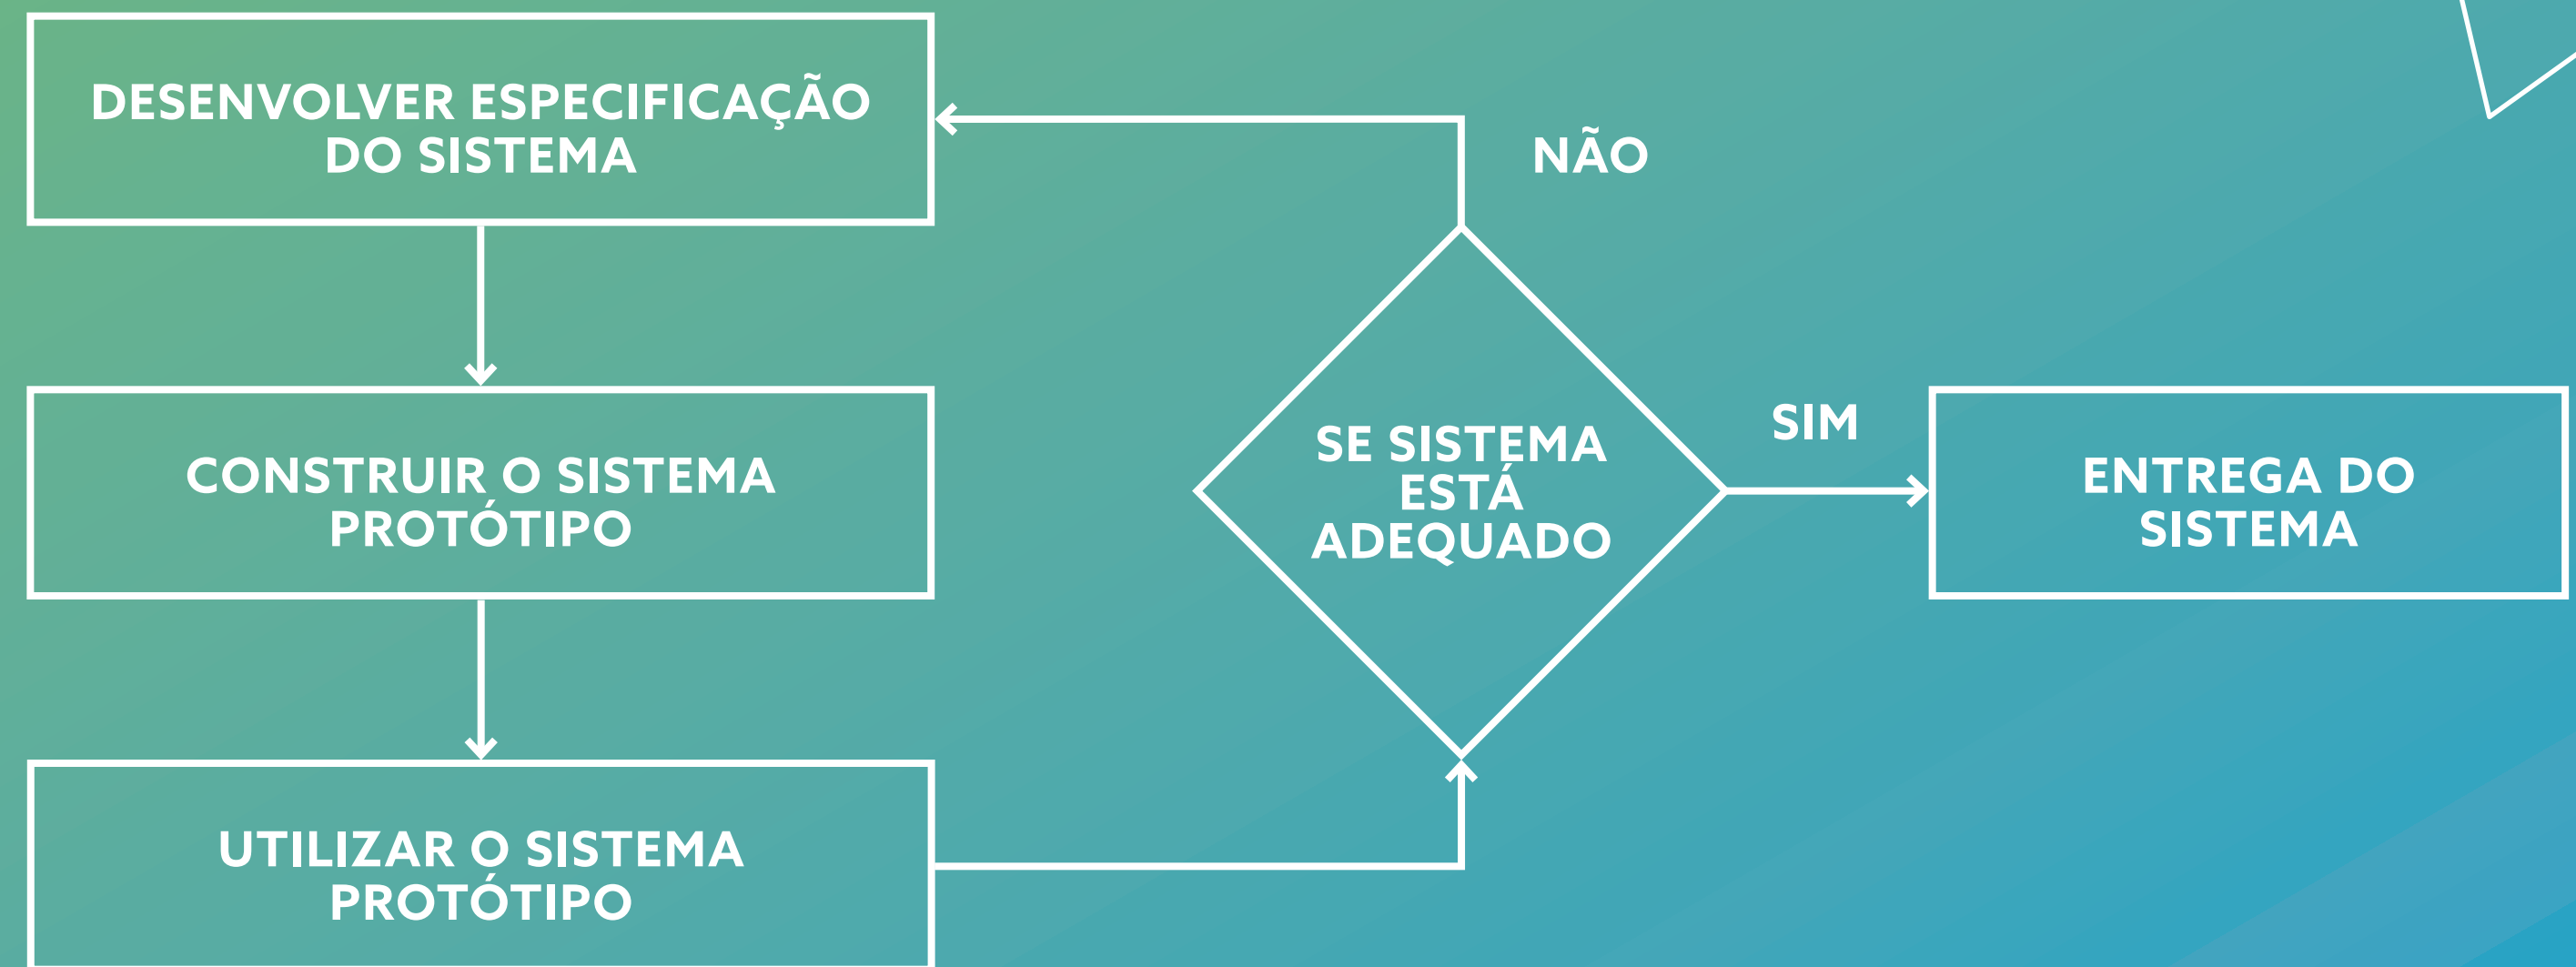 DESENVOLVER ESPECIFICAÇÃO
DO SISTEMA
NÃO
CONSTRUIR O SISTEMA
PROTÓTIPO
SE SISTEMA
ESTÁ
ADEQUADO
SIM
ENTREGA DO
SISTEMA
UTILIZAR O SISTEMA
PROTÓTIPO